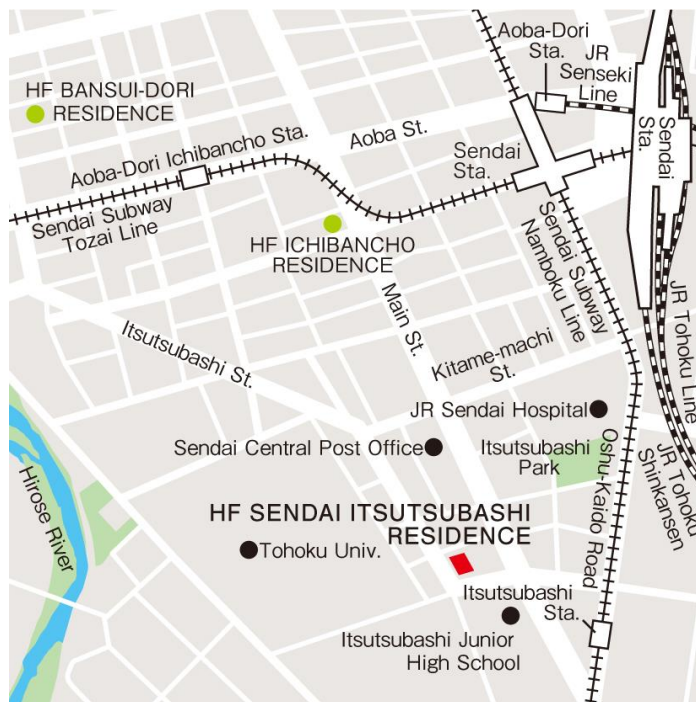 Aoba-Dori
Sta.
JR
Senseki
Line
HF BANSUI-DORI
RESIDENCE
Aoba-Dori Ichibancho Sta.
Aoba St.
Sendai
Sta.
Sendai
Sta.
Sendai Subway
Tozai Line
HF ICHIBANCHO
RESIDENCE
Sendai Subway
Namboku Line
Main St.
Itsutsubashi St.
Kitame-machi
St.
JR Tohoku Line
JR Sendai Hospital
Sendai Central Post Office
Itsutsubashi
Park
Oshu-Kaido Road
JR Tohoku
Shinkansen
Hirose River
HF SENDAI ITSUTSUBASHI
RESIDENCE
Tohoku Univ.
Itsutsubashi
Sta.
Itsutsubashi Junior
High School